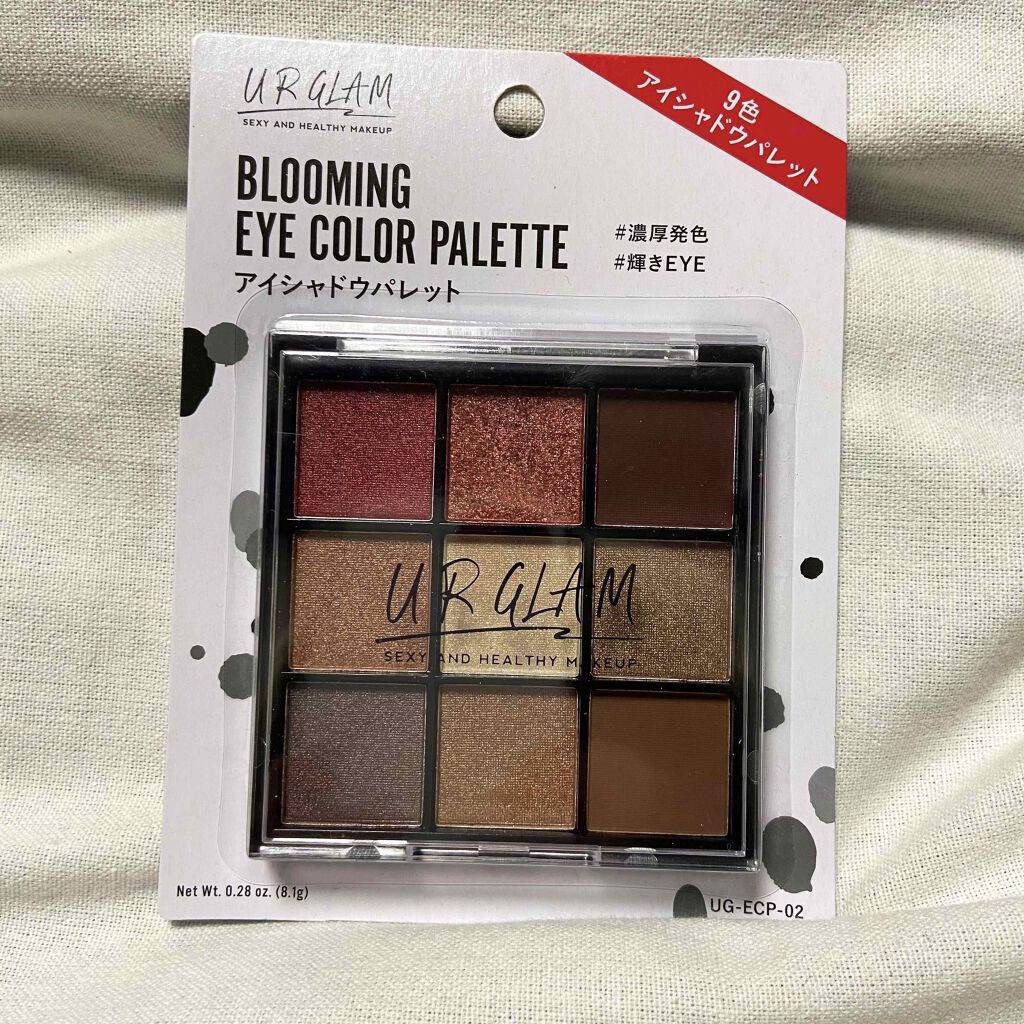 UR GLAM
SEXY AND HEALTHY MAKEUP
9色
アイシャドウパレット
BLOOMING
EYE COLOR PALETTE
アイシャドウパレット
#濃厚発色
#輝きEYE
UR GLAM
SEXY AND HEALTHY MAKEUP
Net Wt. 0.28 oz. (8.1g)
UG-ECP-02